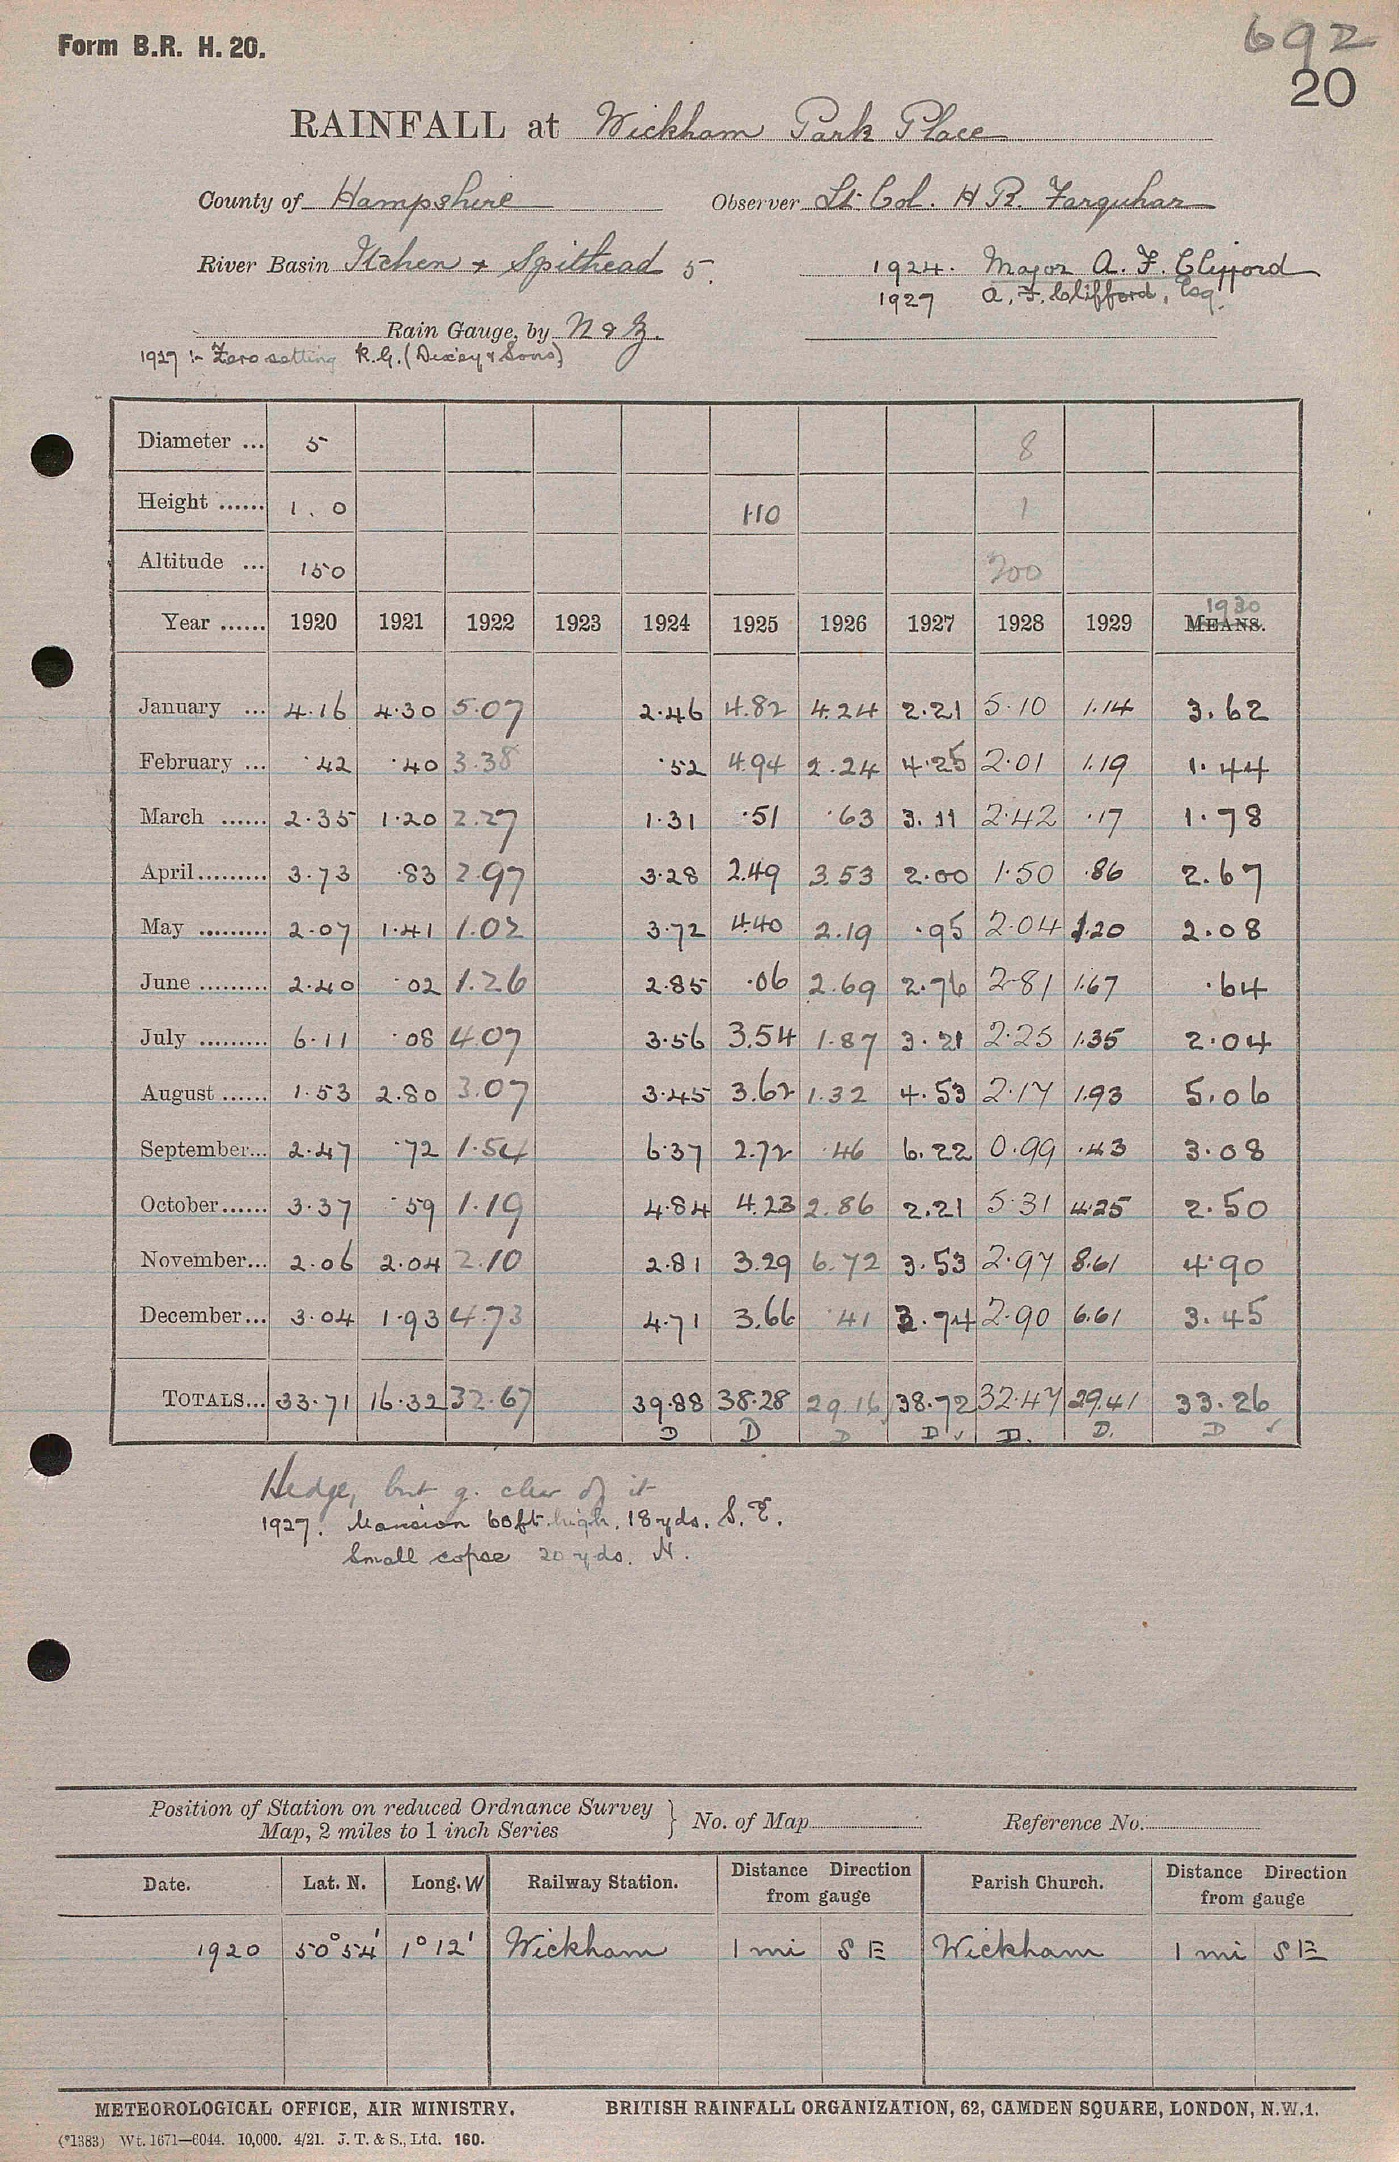 Form B.R. H. 20.
692
20
RAINFALL at Wickham Park Place
County of Hampshire Observer Lt. Col. H R. Farquhar
River Basin Itchen & Spithead 5. 1924. Major A. F. Clifford
1927 A. F. Clifford, Esq.
Rain Gauge, by N & Z.
1927 :- Zero setting R.G. (Dixey & Sons)
Diameter ... 5 8
Height ...... 1.0 1·10 1
Altitude ... 150 200
Year ...... 1920 1921 1922 1923 1924 1925 1926 1927 1928 1929 MEANS. 1930
January ... 4.16 4.30 5.07 2.46 4.82 4.24 2.21 5.10 1.14 3.62
February ... .42 .40 3.38 .52 4.94 2.24 4.25 2.01 1.19 1.44
March ...... 2.35 1.20 2.27 1.31 .51 .63 3.11 2.42 .17 1.78
April ......... 3.73 .83 2.97 3.28 2.49 3.53 2.00 1.50 .86 2.67
May ......... 2.07 1.41 1.02 3.72 4.40 2.19 .95 2.04 1.20 2.08
June ......... 2.40 .02 1.26 2.85 .06 2.69 2.76 2.81 1.67 .64
July ......... 6.11 .08 4.07 3.56 3.54 1.87 3.21 2.25 1.35 2.04
August ...... 1.53 2.80 3.07 3.45 3.62 1.32 4.53 2.17 1.93 5.06
September... 2.47 .72 1.54 6.37 2.72 .46 6.22 0.99 .43 3.08
October...... 3.37 .59 1.19 4.84 4.23 2.86 2.21 5.31 4.25 2.50
November... 2.06 2.04 2.10 2.81 3.29 6.72 3.53 2.97 8.61 4.90
December... 3.04 1.93 4.73 4.71 3.66 .41 3.74 2.90 6.61 3.45
TOTALS... 33.71 16.32 32.67 39.88 38.28 29.16 38.72 32.47 29.41 33.26
D D D D ✓ D. D. D ✓
Hedge, but g. clear of it
1927. Mansion 60ft. high, 18 yds. S.E.
Small copse 20 yds. N.
Position of Station on reduced Ordnance Survey
Map, 2 miles to 1 inch Series } No. of Map Reference No.
Date. Lat. N. Long. W Railway Station. Distance Direction from gauge Parish Church. Distance Direction from gauge
1920 50° 54' 1° 12' Wickham 1 mi S E Wickham 1 mi S E
METEOROLOGICAL OFFICE, AIR MINISTRY. BRITISH RAINFALL ORGANIZATION, 62, CAMDEN SQUARE, LONDON, N.W.1.
(*1383) Wt. 1671—6044. 10,000. 4/21. J. T. & S., Ltd. 160.